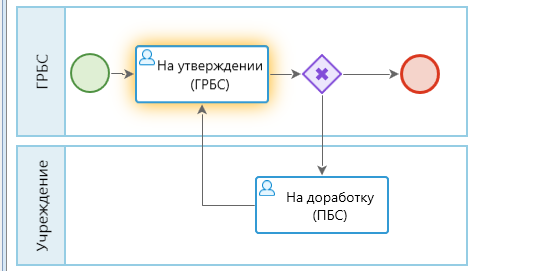 ГРБС
На утверждении
(ГРБС)
Учреждение
На доработку
(ПБС)